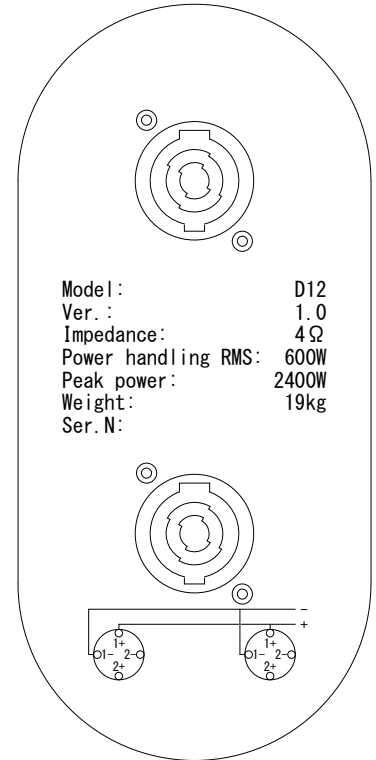 Model: D12
Ver.: 1.0
Impedance: 4Ω
Power handling RMS: 600W
Peak power: 2400W
Weight: 19kg
Ser.N:
−
+
1+ 1+
1− 2− 1− 2−
2+ 2+